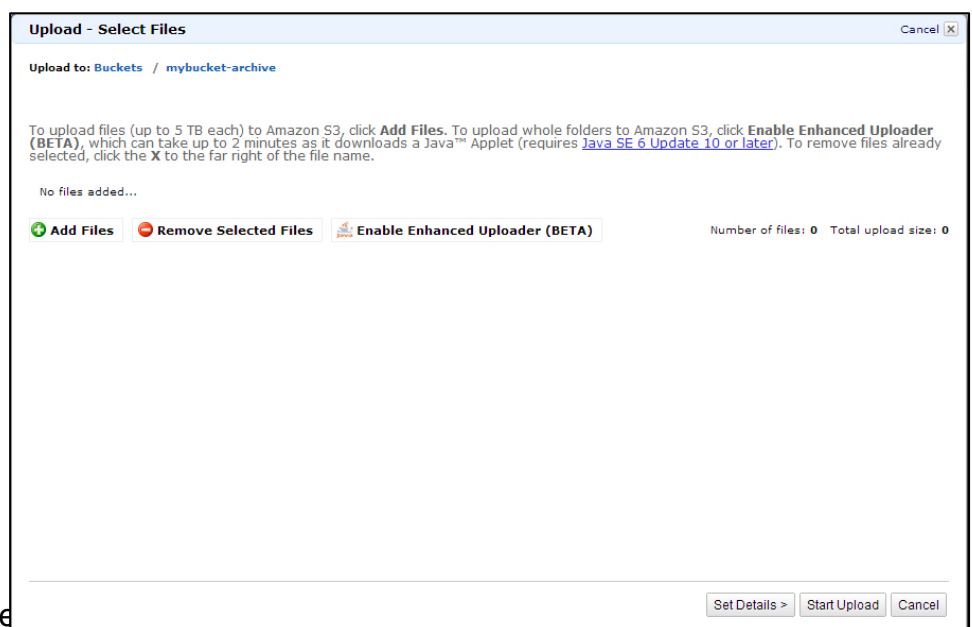 Upload - Select Files Cancel X
Upload to: Buckets / mybucket-archive
To upload files (up to 5 TB each) to Amazon S3, click Add Files. To upload whole folders to Amazon S3, click Enable Enhanced Uploader
(BETA), which can take up to 2 minutes as it downloads a Java™ Applet (requires Java SE 6 Update 10 or later). To remove files already
selected, click the X to the far right of the file name.
No files added...
Add Files Remove Selected Files Enable Enhanced Uploader (BETA) Number of files: 0 Total upload size: 0
Set Details > Start Upload Cancel
e